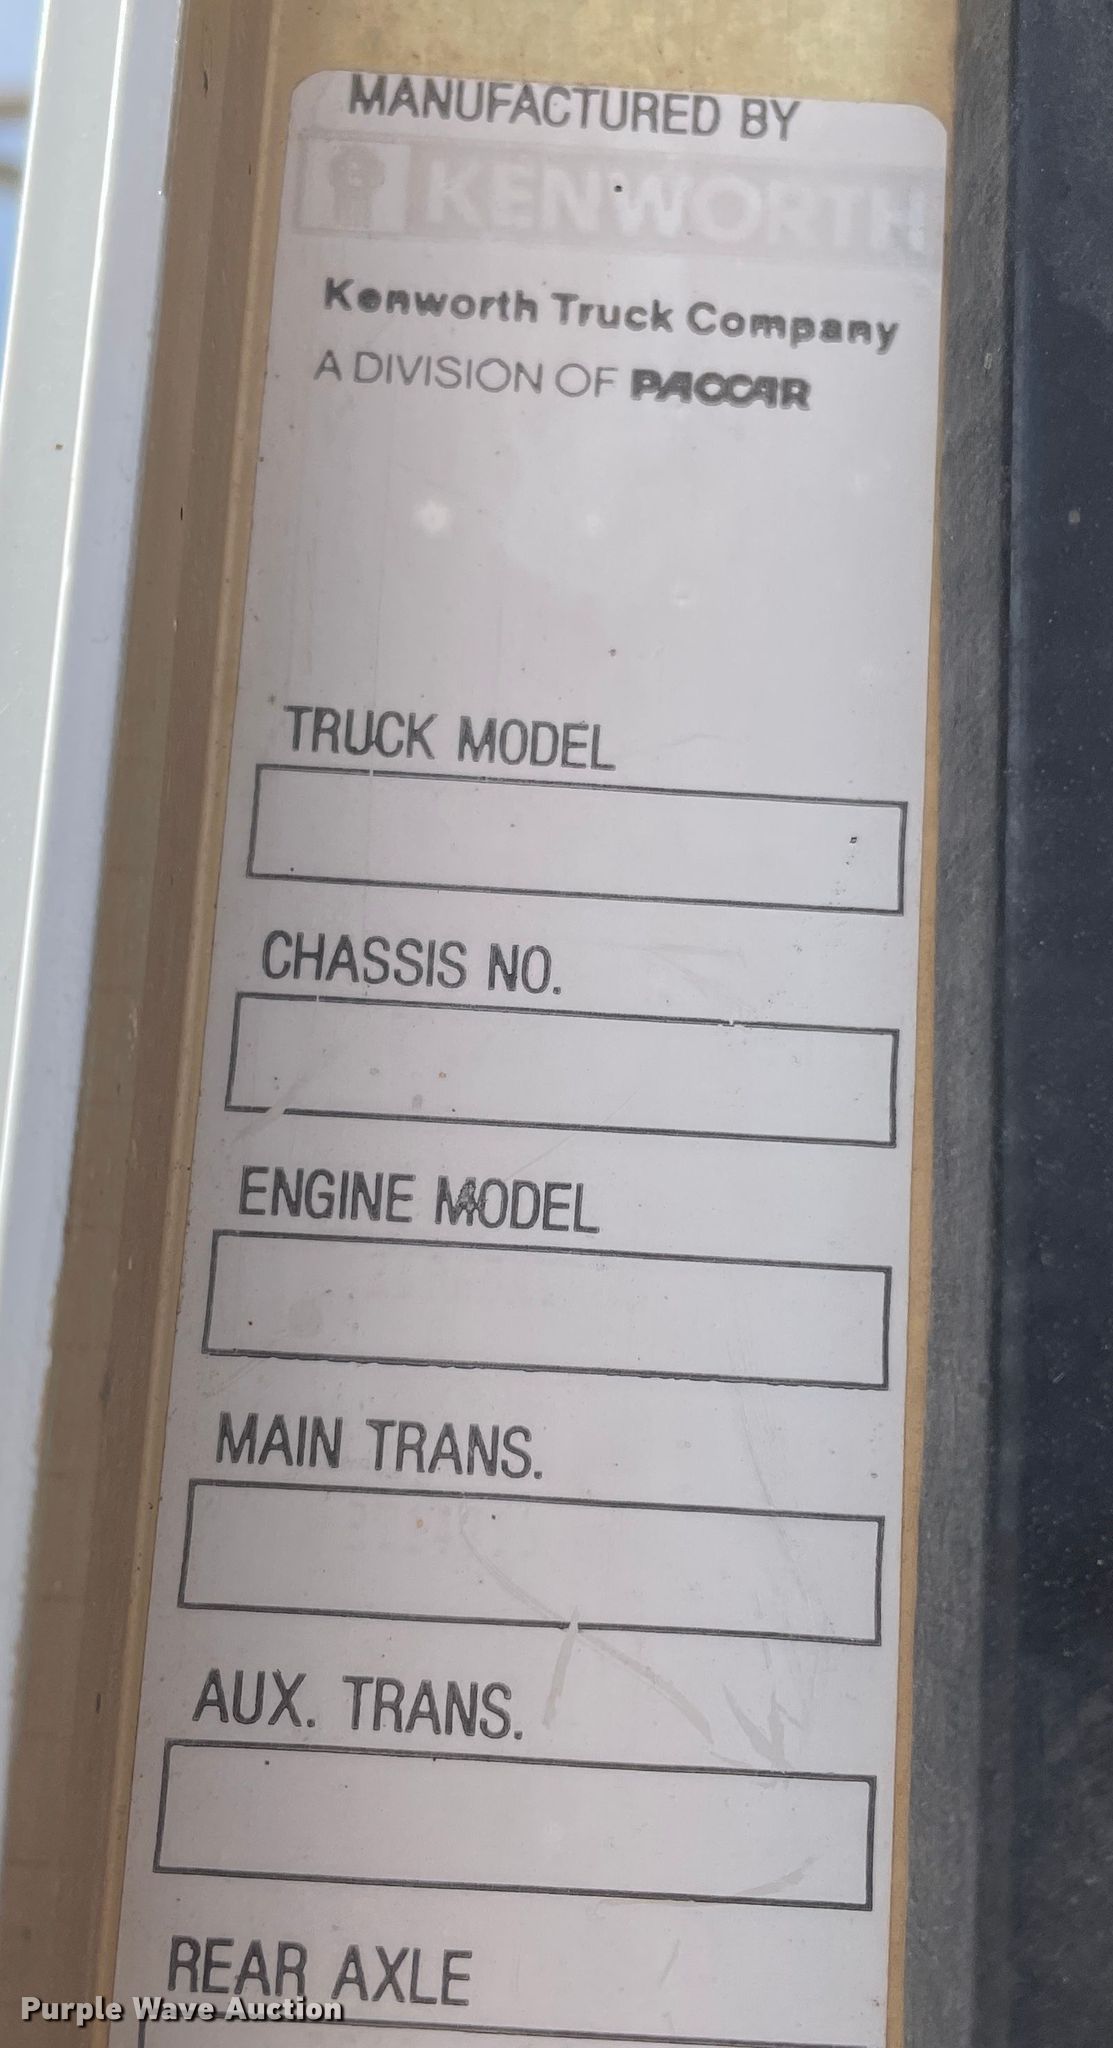 MANUFACTURED BY
KENWORTH
Kenworth Truck Company
A DIVISION OF PACCAR
TRUCK MODEL
CHASSIS NO.
ENGINE MODEL
MAIN TRANS.
AUX. TRANS.
REAR AXLE
Purple Wave Auction